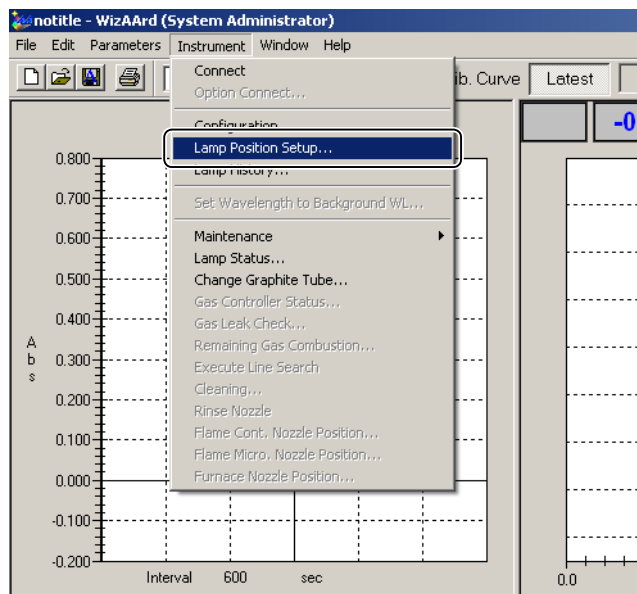 notitle - WizAArd (System Administrator)
File Edit Parameters Instrument Window Help
ib. Curve Latest
-0
Connect
Option Connect...
Configuration
Lamp Position Setup...
Lamp History...
Set Wavelength to Background WL...
Maintenance
Lamp Status...
Change Graphite Tube...
Gas Controller Status...
Gas Leak Check...
Remaining Gas Combustion...
Execute Line Search
Cleaning...
Rinse Nozzle
Flame Cont. Nozzle Position...
Flame Micro. Nozzle Position...
Furnace Nozzle Position...
0.800
0.700
0.600
0.500
0.400
0.300
0.200
0.100
0.000
-0.100
-0.200
Abs
Interval 600 sec
0.0